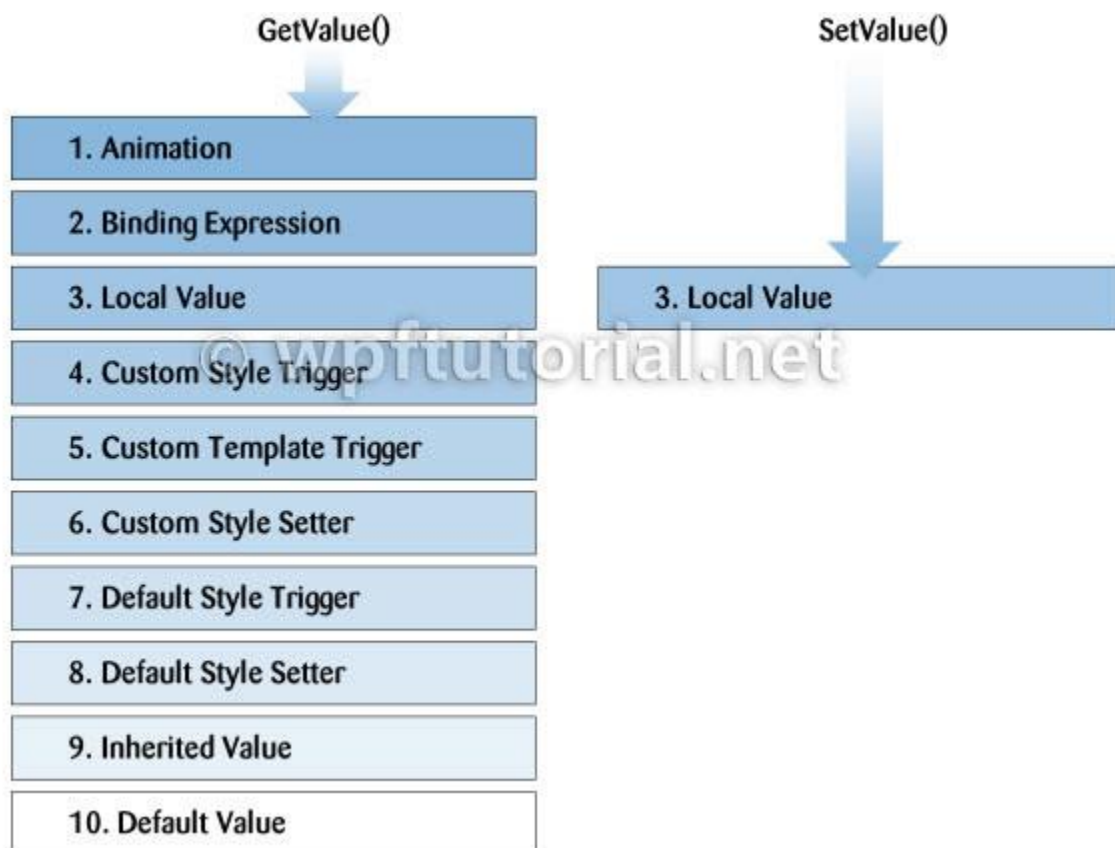 GetValue()
SetValue()
1. Animation
2. Binding Expression
3. Local Value
3. Local Value
© wpftutorial.net
4. Custom Style Trigger
5. Custom Template Trigger
6. Custom Style Setter
7. Default Style Trigger
8. Default Style Setter
9. Inherited Value
10. Default Value